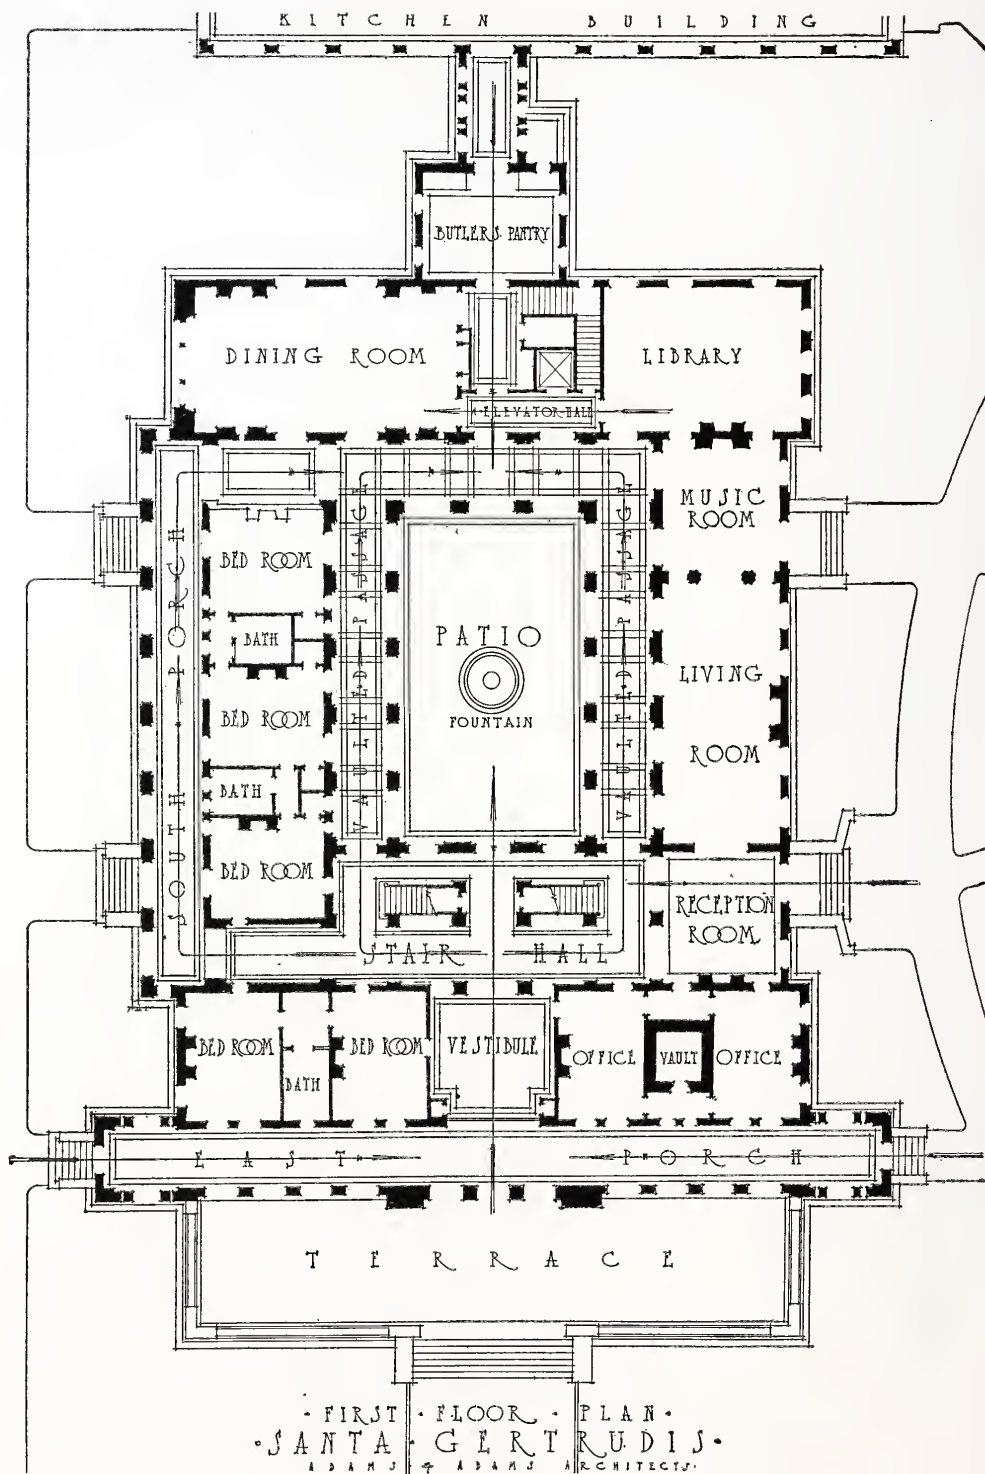 KITCHEN BUILDING
BUTLERS PANTRY
DINING ROOM
LIBRARY
ELEVATOR HALL
MUSIC
ROOM
SOUTH PORCH
BED ROOM
VAULTED PASSAGE
VAULTED PASSAGE
BATH
PATIO
FOUNTAIN
LIVING
ROOM
BED ROOM
BATH
BED ROOM
RECEPTION
ROOM
STAIR HALL
BED ROOM
BATH
BED ROOM
VESTIBULE
OFFICE
VAULT
OFFICE
EAST PORCH
TERRACE
·FIRST·FLOOR·PLAN·
·SANTA·GERTRUDIS·
ADAMS & ADAMS ARCHITECTS·